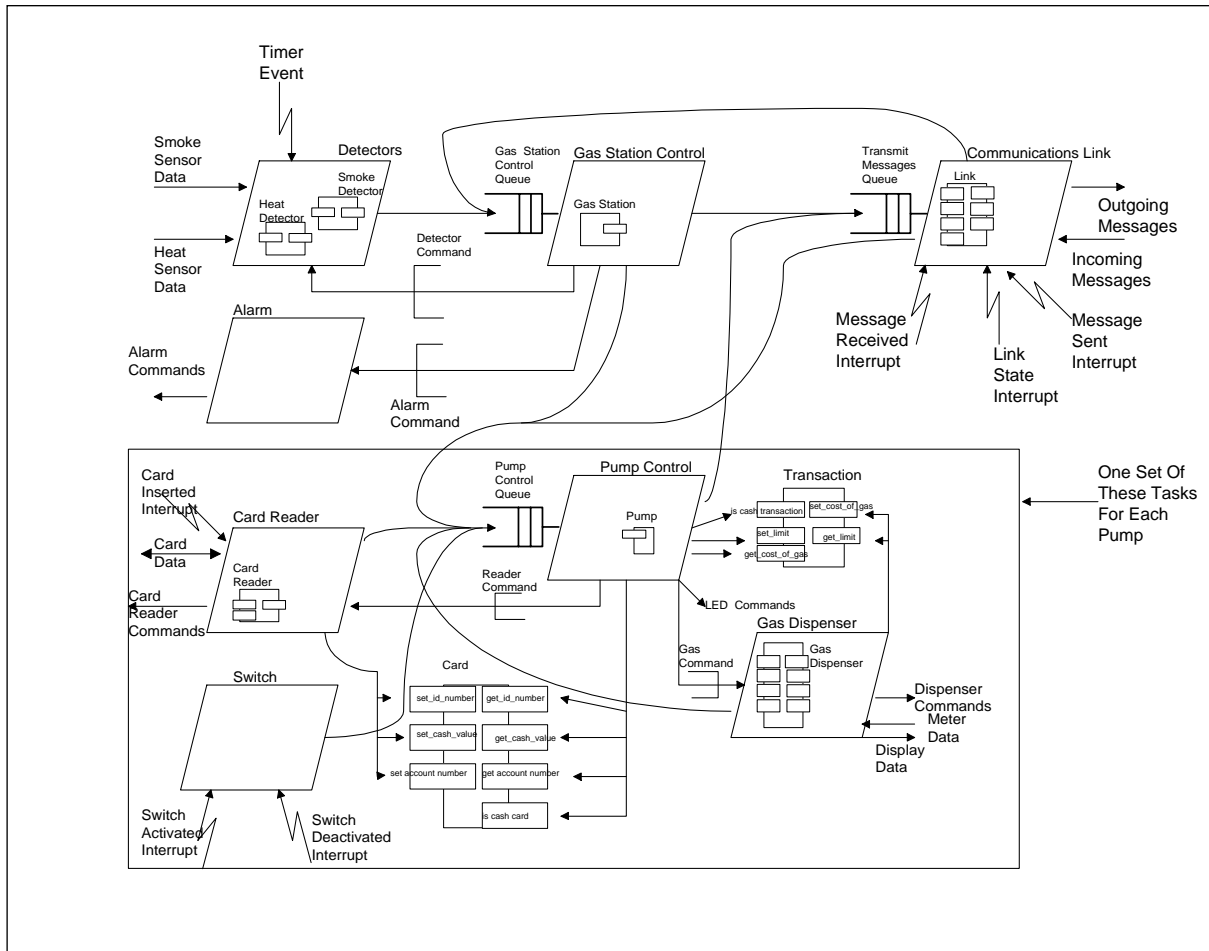 Timer
Event
Smoke
Sensor
Data
Detectors
Smoke
Detector
Heat
Detector
Heat
Sensor
Data
Gas Station
Control
Queue
Gas Station Control
Gas Station
Transmit
Messages
Queue
Communications Link
Link
Outgoing
Messages
Incoming
Messages
Detector
Command
Message
Received
Interrupt
Link
State
Interrupt
Message
Sent
Interrupt
Alarm
Alarm
Commands
Alarm
Command
Card
Inserted
Interrupt
Card Reader
Card
Data
Card
Reader
Card
Reader
Commands
Pump
Control
Queue
Pump Control
Pump
Reader
Command
Transaction
is cash transaction
set_cost_of_gas
set_limit
get_limit
get_cost_of_gas
One Set Of
These Tasks
For Each
Pump
LED Commands
Gas Dispenser
Gas
Command
Gas
Dispenser
Dispenser
Commands
Meter
Data
Display
Data
Switch
Card
set_id_number
get_id_number
set_cash_value
get_cash_value
set account number
get account number
is cash card
Switch
Activated
Interrupt
Switch
Deactivated
Interrupt